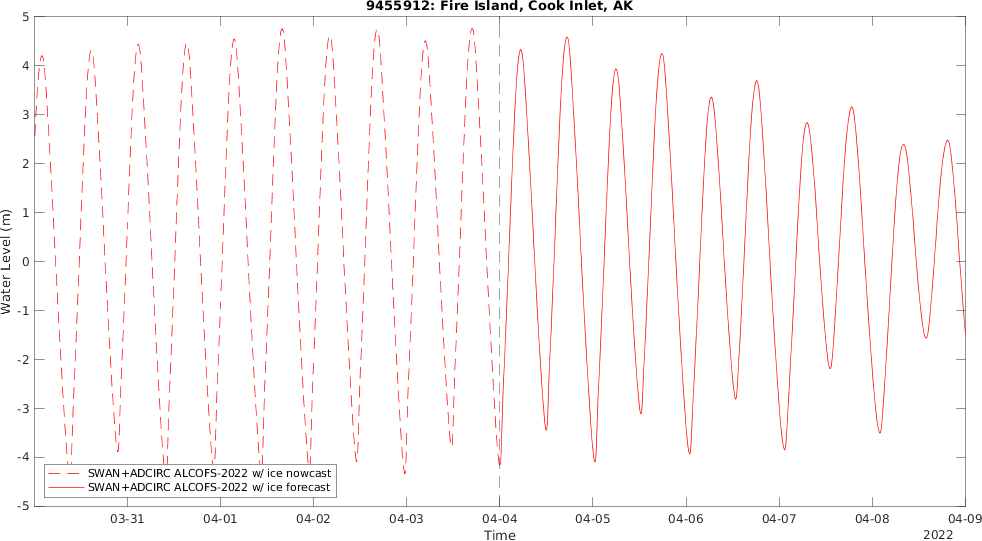 9455912: Fire Island, Cook Inlet, AK
5
4
3
2
1
0
-1
-2
-3
-4
-5
Water Level (m)
SWAN+ADCIRC ALCOFS-2022 w/ ice nowcast
SWAN+ADCIRC ALCOFS-2022 w/ ice forecast
03-31 04-01 04-02 04-03 04-04 04-05 04-06 04-07 04-08 04-09
Time
2022